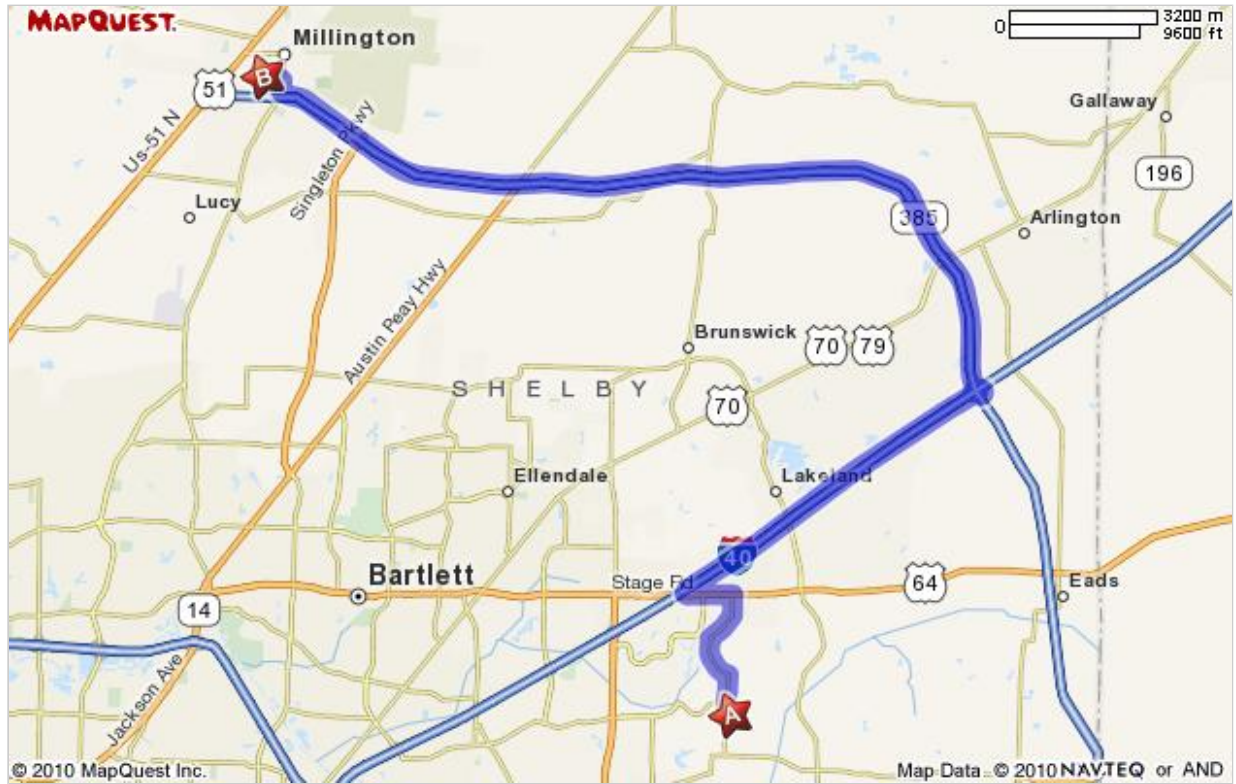 MAPQUEST.
3200 m
0
9600 ft
Millington
B
51
Gallaway
Us-51 N
Singleton Pkwy
196
Lucy
385
Arlington
Austin Peay Hwy
Brunswick
70
79
SHELBY
70
Ellendale
Lakeland
40
Bartlett
Stage Rd
64
Eads
14
Jackson Ave
A
© 2010 MapQuest Inc.
Map Data © 2010 NAVTEQ or AND